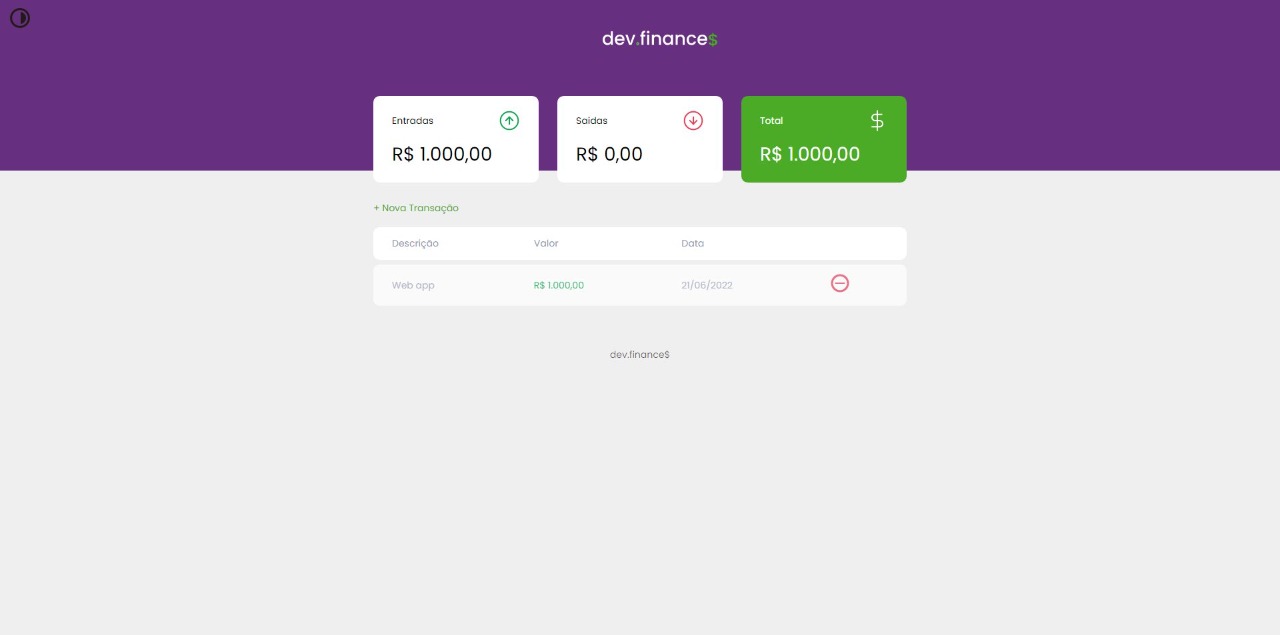 dev.finance$
Entradas
R$ 1.000,00
Saídas
R$ 0,00
Total
R$ 1.000,00
+ Nova Transação
Descrição Valor Data
Web app R$ 1.000,00 21/06/2022
dev.finance$